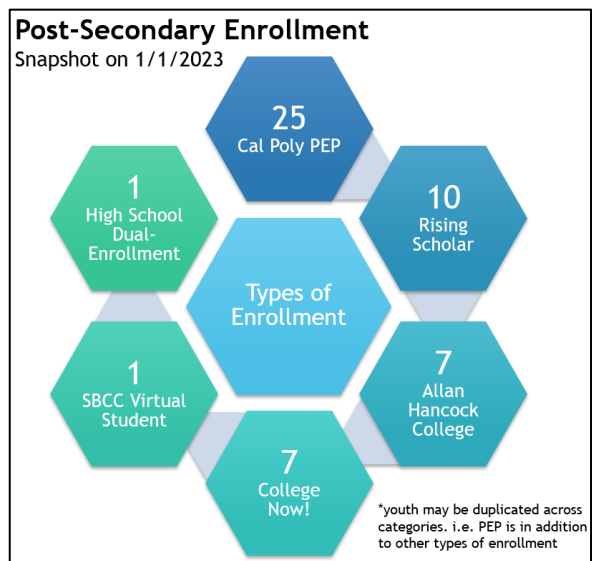 Post-Secondary Enrollment
Snapshot on 1/1/2023
25
Cal Poly PEP
10
Rising
Scholar
7
Allan
Hancock
College
7
College
Now!
1
SBCC Virtual
Student
1
High School
Dual-
Enrollment
Types of
Enrollment
*youth may be duplicated across
categories. i.e. PEP is in addition
to other types of enrollment